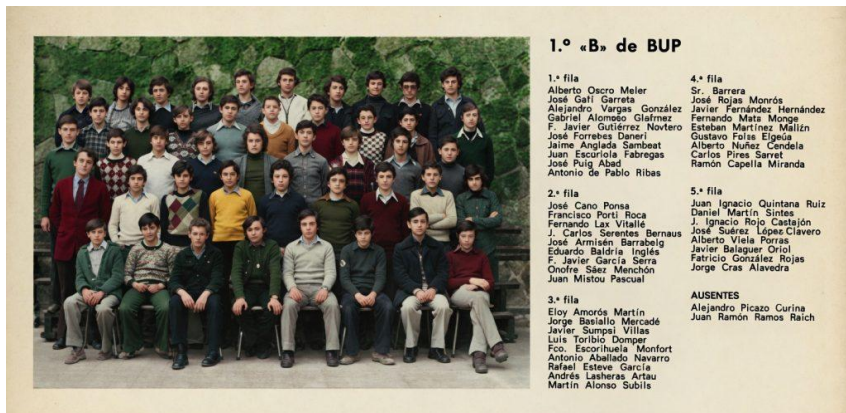 1.º «B» de BUP
1.ª fila
Alberto Oscro Meler
José Gatí Garreta
Alejandro Vargas González
Gabriel Alomoso Glafmez
F. Javier Gutiérrez Novtero
José Forrebes Daneri
Jaime Anglada Sambeat
Juan Escuriola Fabregas
José Puig Abad
Antonio de Pablo Ribas
2.ª fila
José Cano Ponsa
Francisco Porti Roca
Fernando Lax Vitallé
J. Carlos Serentes Bernaus
José Armisén Barrabeig
Eduardo Baldría Inglés
F. Javier García Serra
Onofre Sáez Menchón
Juan Mistou Pascual
3.ª fila
Eloy Amorós Martín
Jorge Basiallo Mercadé
Javier Sumpsi Villas
Luis Toribio Domper
Fco. Escorihuela Monfort
Antonio Aballado Navarro
Rafael Esteve García
Andrés Lasheras Artau
Martín Alonso Subils
4.ª fila
Sr. Barrera
José Rojas Monrós
Javier Fernández Hernández
Fernando Mata Monge
Esteban Martínez Malizn
Gustavo Folss Elgeúa
Alberto Nuñez Cendela
Carlos Pires Sarret
Ramón Capella Miranda
5.ª fila
Juan Ignacio Quintana Ruiz
Daniel Martín Sintes
J. Ignacio Rojo Castajón
José Suérez López Clavero
Alberto Viela Porras
Javier Balaguer Oriol
Fatricio González Rojas
Jorge Cras Alavedra
AUSENTES
Alejandro Picazo Curina
Juan Ramón Ramos Raich